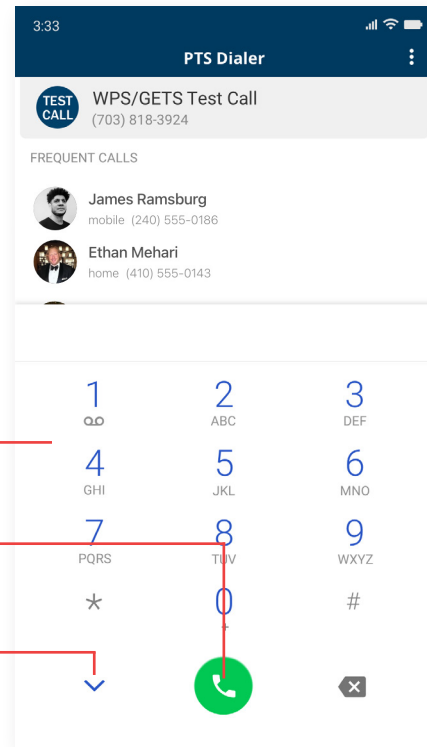 3:33
PTS Dialer
TEST CALL
WPS/GETS Test Call
(703) 818-3924
FREQUENT CALLS
James Ramsburg
mobile (240) 555-0186
Ethan Mehari
home (410) 555-0143
1 2 3
ABC DEF
4 5 6
GHI JKL MNO
7 8 9
PQRS TUV WXYZ
* 0 #
+